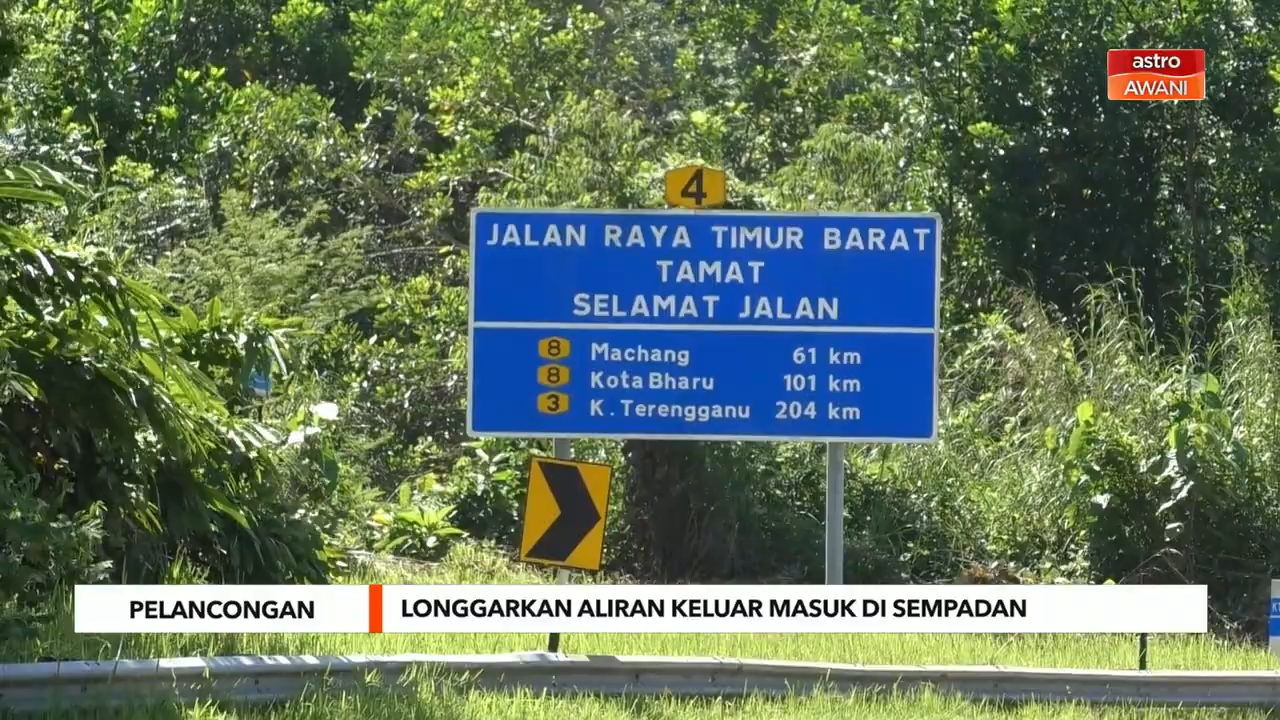 astro
AWANI
4
JALAN RAYA TIMUR BARAT
TAMAT
SELAMAT JALAN
8 Machang 61 km
8 Kota Bharu 101 km
3 K. Terengganu 204 km
PELANCONGAN
LONGGARKAN ALIRAN KELUAR MASUK DI SEMPADAN